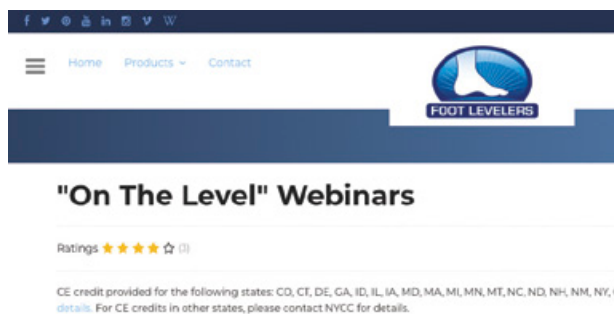 Home Products Contact
FOOT LEVELERS
"On The Level" Webinars
Ratings (3)
CE credit provided for the following states: CO, CT, DE, GA, ID, IL, IA, MD, MA, MI, MN, MT, NC, ND, NH, NM, NY,
details. For CE credits in other states, please contact NYCC for details.